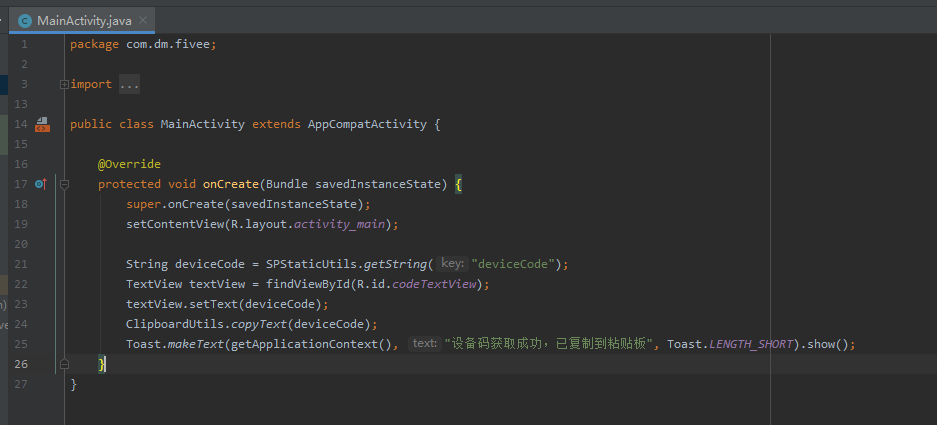 MainActivity.java
1 package com.dm.fivee;
2
3 import ...
13
14 public class MainActivity extends AppCompatActivity {
15
16 @Override
17 protected void onCreate(Bundle savedInstanceState) {
18 super.onCreate(savedInstanceState);
19 setContentView(R.layout.activity_main);
20
21 String deviceCode = SPStaticUtils.getString( key: "deviceCode");
22 TextView textView = findViewById(R.id.codeTextView);
23 textView.setText(deviceCode);
24 ClipboardUtils.copyText(deviceCode);
25 Toast.makeText(getApplicationContext(), text: "设备码获取成功，已复制到粘贴板", Toast.LENGTH_SHORT).show();
26 }
27 }